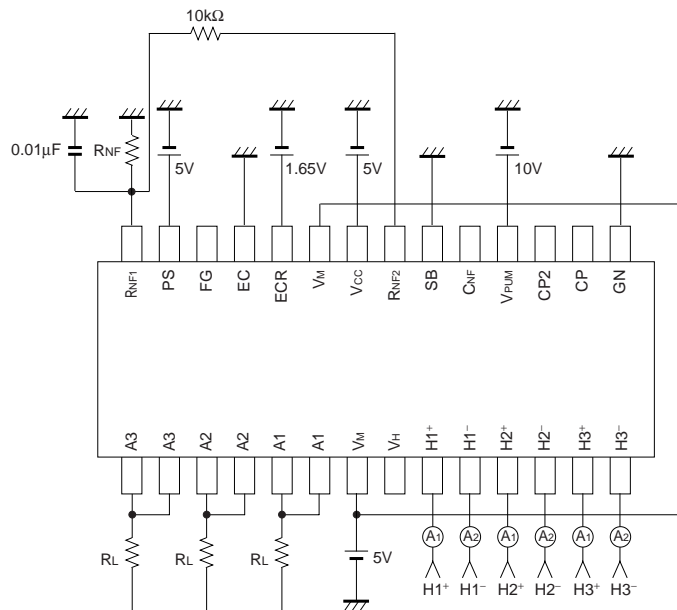 10kΩ
0.01μF
RNF
5V
1.65V
5V
10V
RNF1
PS
FG
EC
ECR
VM
VCC
RNF2
SB
CNF
VPUM
CP2
CP
GN
A3
A3
A2
A2
A1
A1
VM
VH
H1+
H1−
H2+
H2−
H3+
H3−
A1
A2
A1
A2
A1
A2
RL
RL
RL
5V
H1+
H1−
H2+
H2−
H3+
H3−